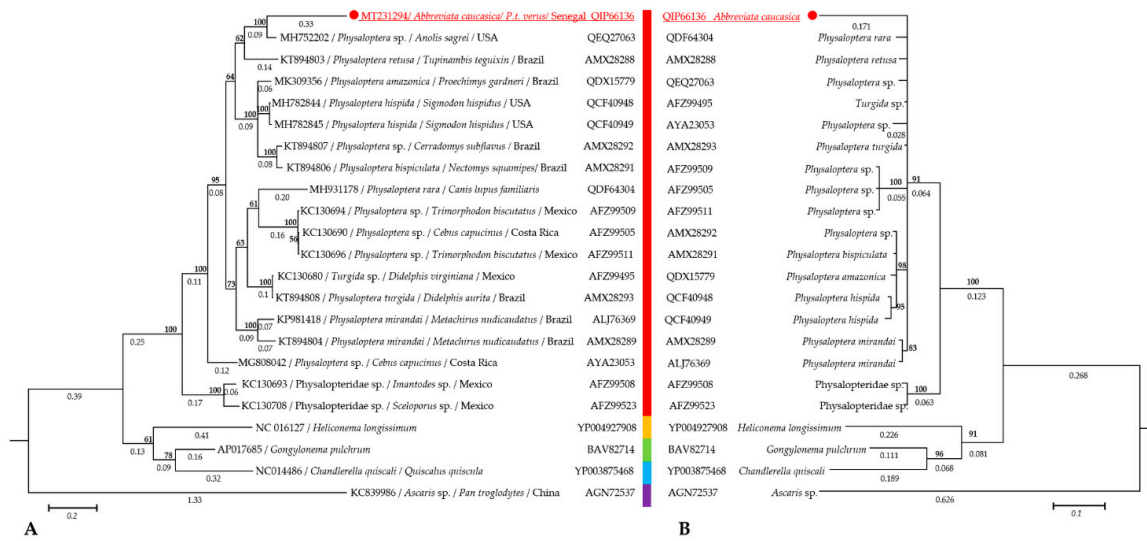 MT231294/ Abbreviata caucasica/ P.t. verus/ Senegal QIP66136
QIP66136 Abbreviata caucasica
100
0.33
0.171
62
0.09
MH752202 / Physaloptera sp. / Anolis sagrei / USA QEQ27063
QDF64304 Physaloptera rara
64
KT894803 / Physaloptera retusa / Tupinambis teguixin / Brazil AMX28288
AMX28288 Physaloptera retusa
0.14
MK309356 / Physaloptera amazonica / Proechimys gardneri / Brazil QDX15779
QEQ27063 Physaloptera sp.
0.06
MH782844 / Physaloptera hispida / Sigmodon hispidus / USA QCF40948
AFZ99495 Turgida sp.
100 100
0.09
MH782845 / Physaloptera hispida / Sigmodon hispidus / USA QCF40949
AYA23053 Physaloptera sp.
0.028
100
KT894807 / Physaloptera sp. / Cerradomys subflavus / Brazil AMX28292
AMX28293 Physaloptera turgida
0.08
KT894806 / Physaloptera bispiculata / Nectomys squamipes/ Brazil AMX28291
AFZ99509 Physaloptera sp.
95
0.08
MH931178 / Physaloptera rara / Canis lupus familiaris QDF64304
AFZ99505 Physaloptera sp.
100 91
0.055 0.064
0.20
61
KC130694 / Physaloptera sp. / Trimorphodon biscutatus / Mexico AFZ99509
AFZ99511 Physaloptera sp.
100
0.16 56
KC130690 / Physaloptera sp. / Cebus capucinus / Costa Rica AFZ99505
AMX28292 Physaloptera sp.
63
KC130696 / Physaloptera sp. / Trimorphodon biscutatus / Mexico AFZ99511
AMX28291 Physaloptera bispiculata
100
0.11
73
98
KC130680 / Turgida sp. / Didelphis virginiana / Mexico AFZ99495
QDX15779 Physaloptera amazonica
100
0.1
100
0.123
KT894808 / Physaloptera turgida / Didelphis aurita / Brazil AMX28293
QCF40948 Physaloptera hispida
95
KP981418 / Physaloptera mirandai / Metachirus nudicaudatus / Brazil ALJ76369
QCF40949 Physaloptera hispida
100 0.07
0.09
100
0.25
KT894804 / Physaloptera mirandai / Metachirus nudicaudatus / Brazil AMX28289
AMX28289 Physaloptera mirandai
0.07
83
MG808042 / Physaloptera sp. / Cebus capucinus / Costa Rica AYA23053
ALJ76369 Physaloptera mirandai
0.12
0.268
KC130693 / Physalopteridae sp. / Imantodes sp. / Mexico AFZ99508
AFZ99508 Physalopteridae sp.
100 0.06
0.17
100
0.063
0.39
KC130708 / Physalopteridae sp. / Sceloporus sp. / Mexico AFZ99523
AFZ99523 Physalopteridae sp.
NC 016127 / Heliconema longissimum YP004927908
YP004927908 Heliconema longissimum
0.41
0.226
61
0.13
91
0.081
AP017685 / Gongylonema pulchrum BAV82714
BAV82714 Gongylonema pulchrum
78
0.09
0.16
0.111
96
0.068
NC014486 / Chandlerella quiscali / Quiscalus quiscula YP003875468
YP003875468 Chandlerella quiscali
0.32
0.189
KC839986 / Ascaris sp. / Pan troglodytes / China AGN72537
AGN72537 Ascaris sp.
1.33
0.626
0.2
0.1
A
B